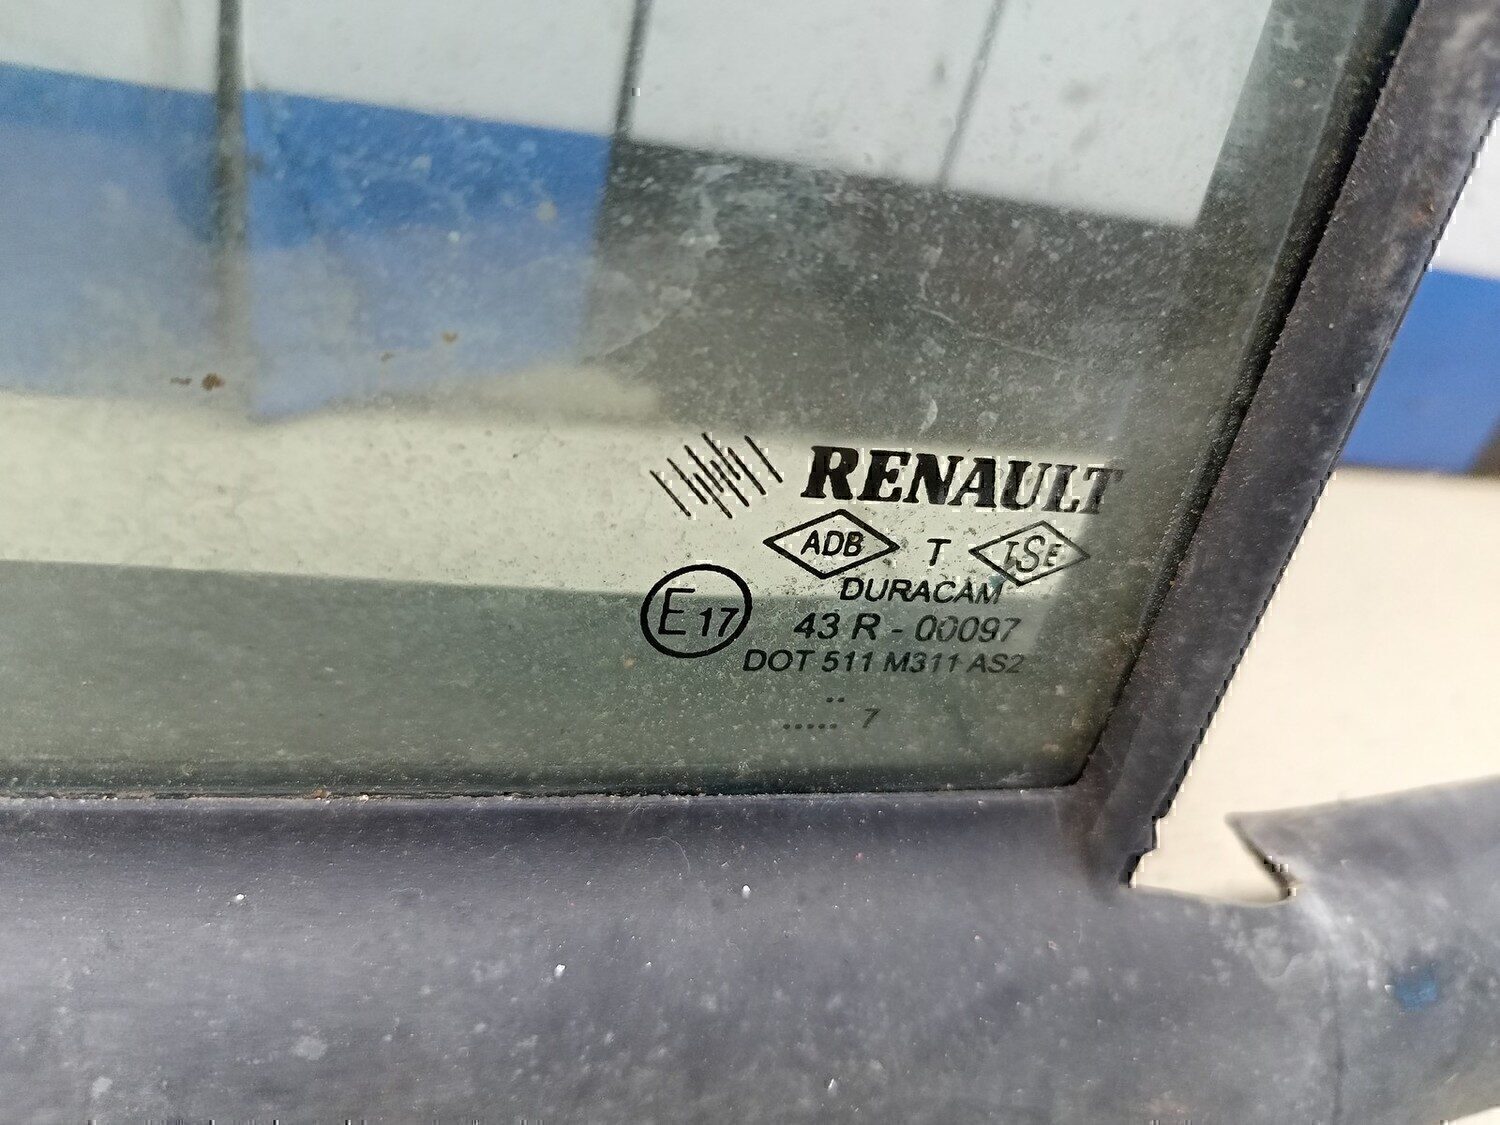 RENAULT
ADB T TSE
DURACAM
E17 43 R - 00097
DOT 511 M311 AS2
..
..... 7